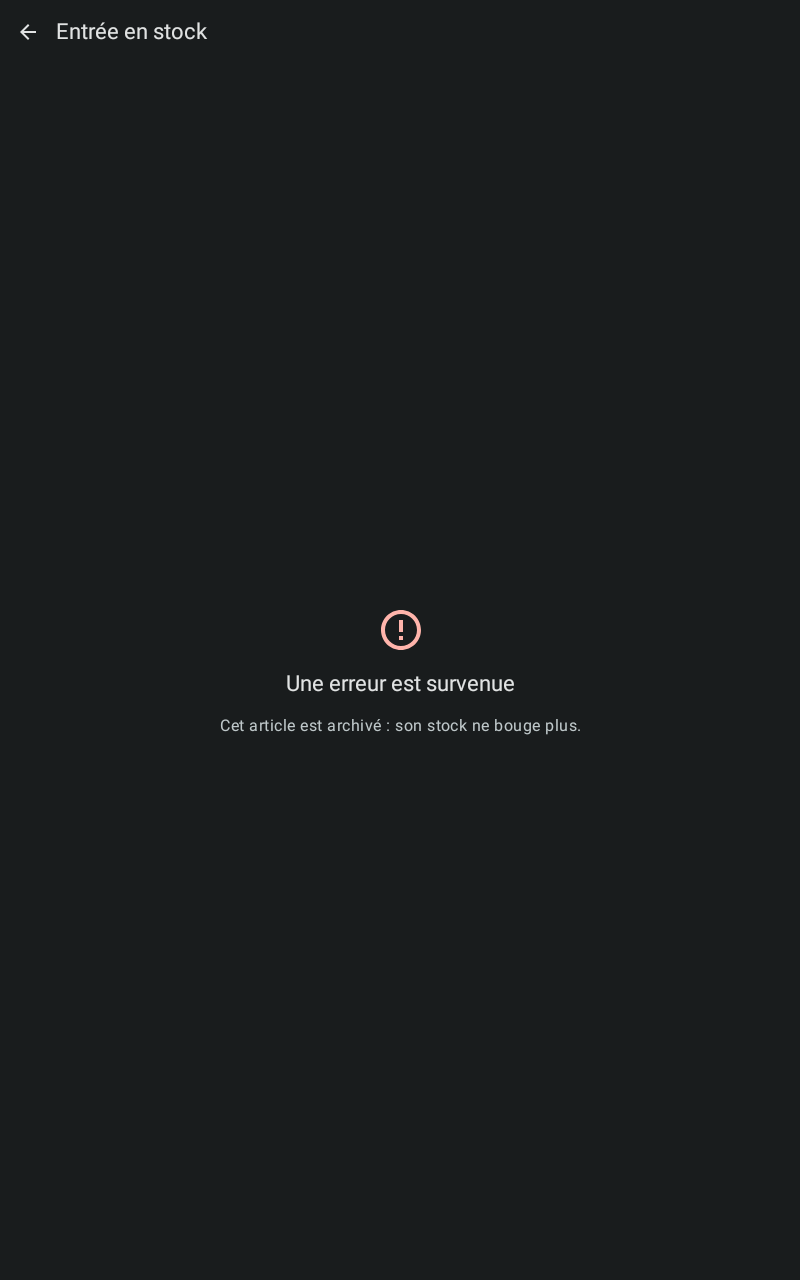 Entrée en stock
Une erreur est survenue
Cet article est archivé : son stock ne bouge plus.